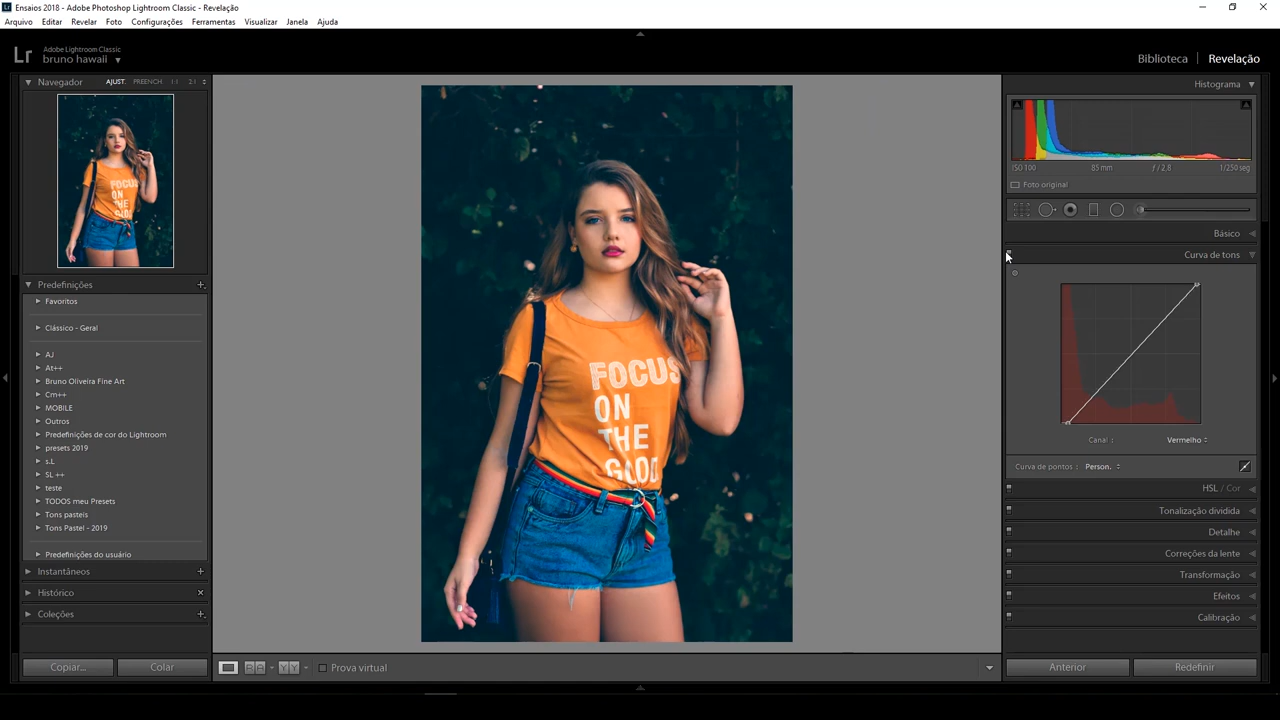 Ensaios 2018 - Adobe Photoshop Lightroom Classic - Revelação
Arquivo Editar Revelar Foto Configurações Ferramentas Visualizar Janela Ajuda
Lr
Adobe Lightroom Classic
bruno hawaii
Biblioteca | Revelação
Navegador AJUST. PREENCH. 1:1 2:1
Histograma
ISO 100 85 mm ƒ / 2,8 1/250 seg
Foto original
Básico
Curva de tons
Canal : Vermelho
Curva de pontos : Person.
HSL / Cor
Tonalização dividida
Detalhe
Correções da lente
Transformação
Efeitos
Calibração
Anterior Redefinir
Predefinições
Favoritos
Clássico - Geral
AJ
At++
Bruno Oliveira Fine Art
Cm++
MOBILE
Outros
Predefinições de cor do Lightroom
presets 2019
s.L
SL ++
teste
TODOS meu Presets
Tons pasteis
Tons Pastel - 2019
Predefinições do usuário
Instantâneos
Histórico
Coleções
Copiar... Colar
Prova virtual
FOCUS
ON
THE
GOOD